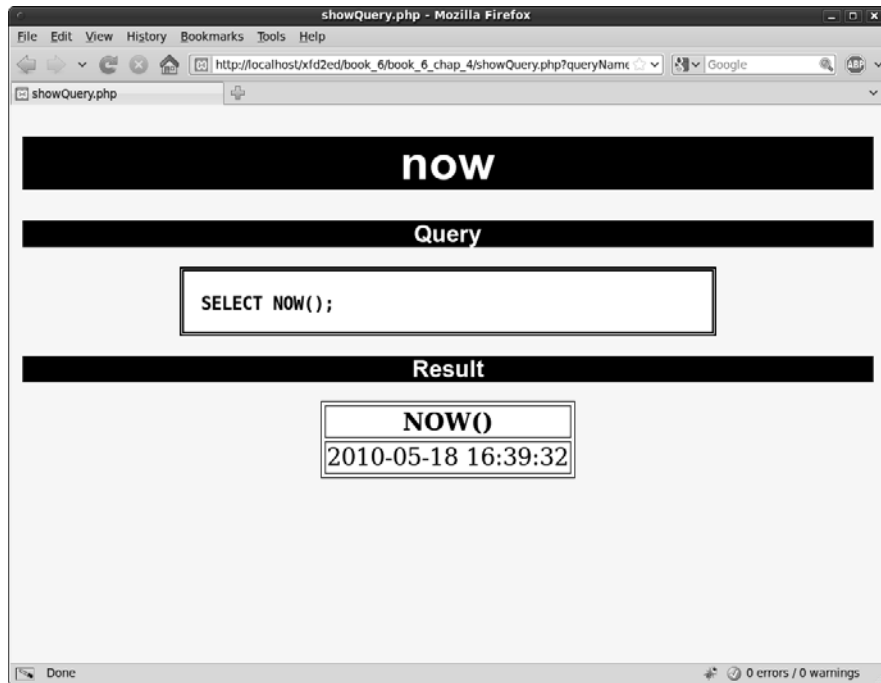 showQuery.php - Mozilla Firefox
File Edit View History Bookmarks Tools Help
http://localhost/xfd2ed/book_6/book_6_chap_4/showQuery.php?queryName
Google
ABP
showQuery.php
now
Query
SELECT NOW();
Result
NOW()
2010-05-18 16:39:32
Done
0 errors / 0 warnings